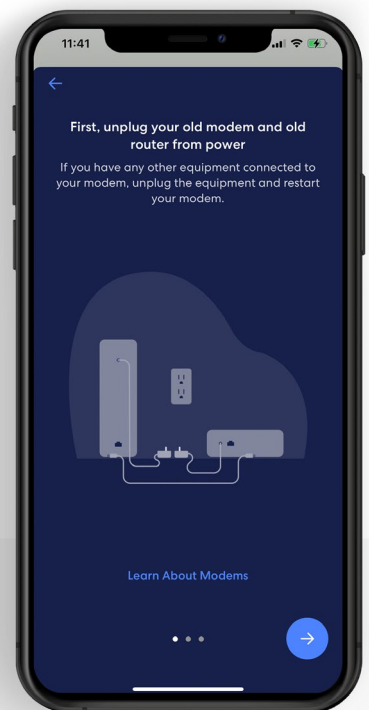 11:41
First, unplug your old modem and old
router from power
If you have any other equipment connected to
your modem, unplug the equipment and restart
your modem.
Learn About Modems